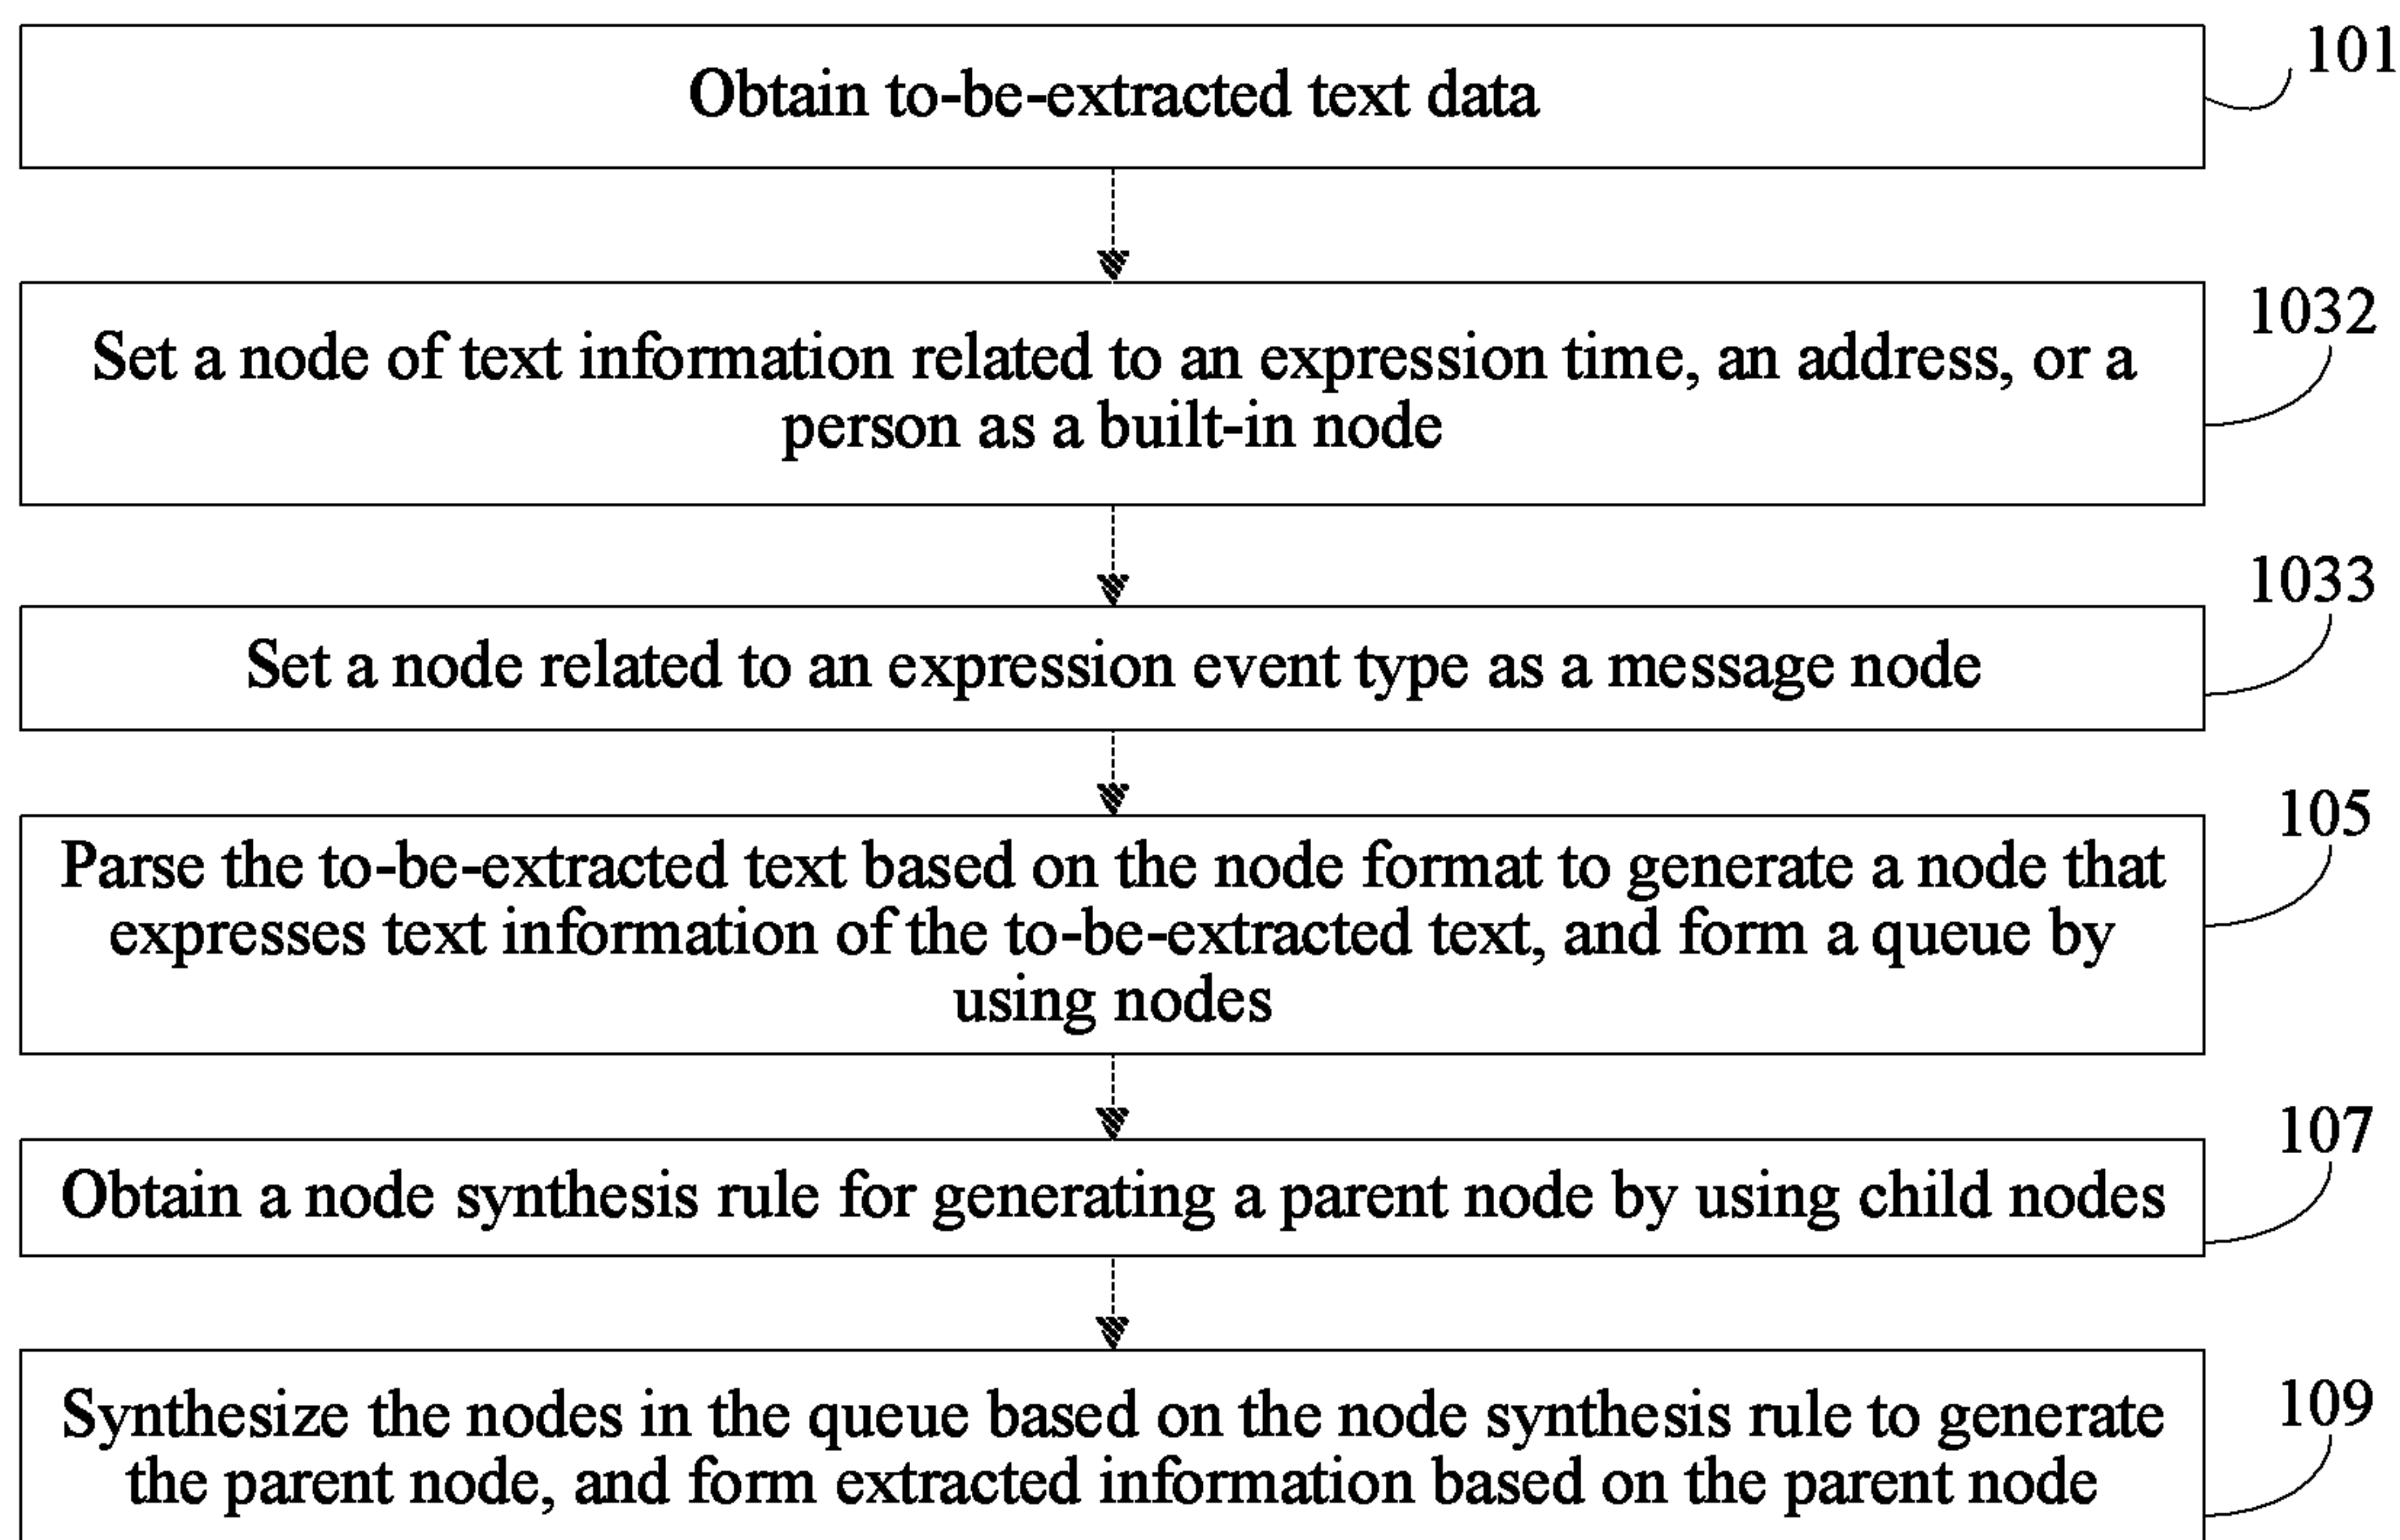 101
Obtain to-be-extracted text data
1032
Set a node of text information related to an expression time, an address, or a
person as a built-in node
1033
Set a node related to an expression event type as a message node
105
Parse the to-be-extracted text based on the node format to generate a node that
expresses text information of the to-be-extracted text, and form a queue by
using nodes
107
Obtain a node synthesis rule for generating a parent node by using child nodes
109
Synthesize the nodes in the queue based on the node synthesis rule to generate
the parent node, and form extracted information based on the parent node